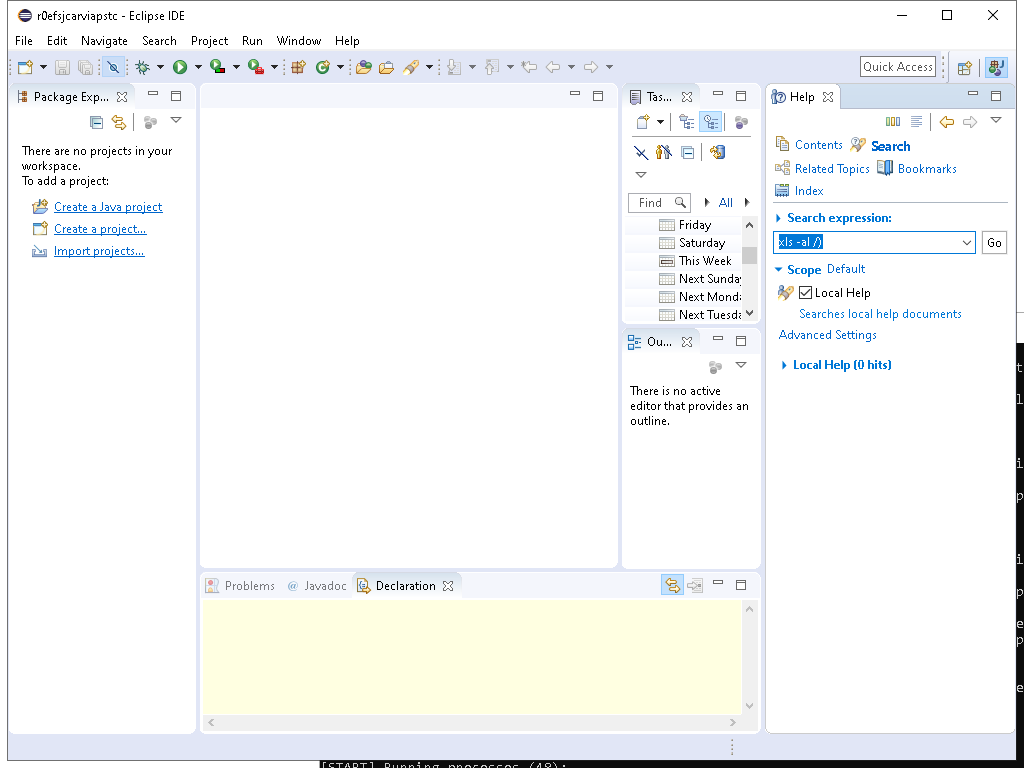 r0efsjcarviapstc - Eclipse IDE
File Edit Navigate Search Project Run Window Help
Quick Access
Package Exp...
There are no projects in your
workspace.
To add a project:
Create a Java project
Create a project...
Import projects...
Tas...
Find
All
Friday
Saturday
This Week
Next Sunday
Next Monda
Next Tuesda
Ou...
There is no active
editor that provides an
outline.
Help
Contents Search
Related Topics Bookmarks
Index
Search expression:
xls -al /)
Go
Scope Default
Local Help
Searches local help documents
Advanced Settings
Local Help (0 hits)
Problems @ Javadoc Declaration
[START] Running processes (48):